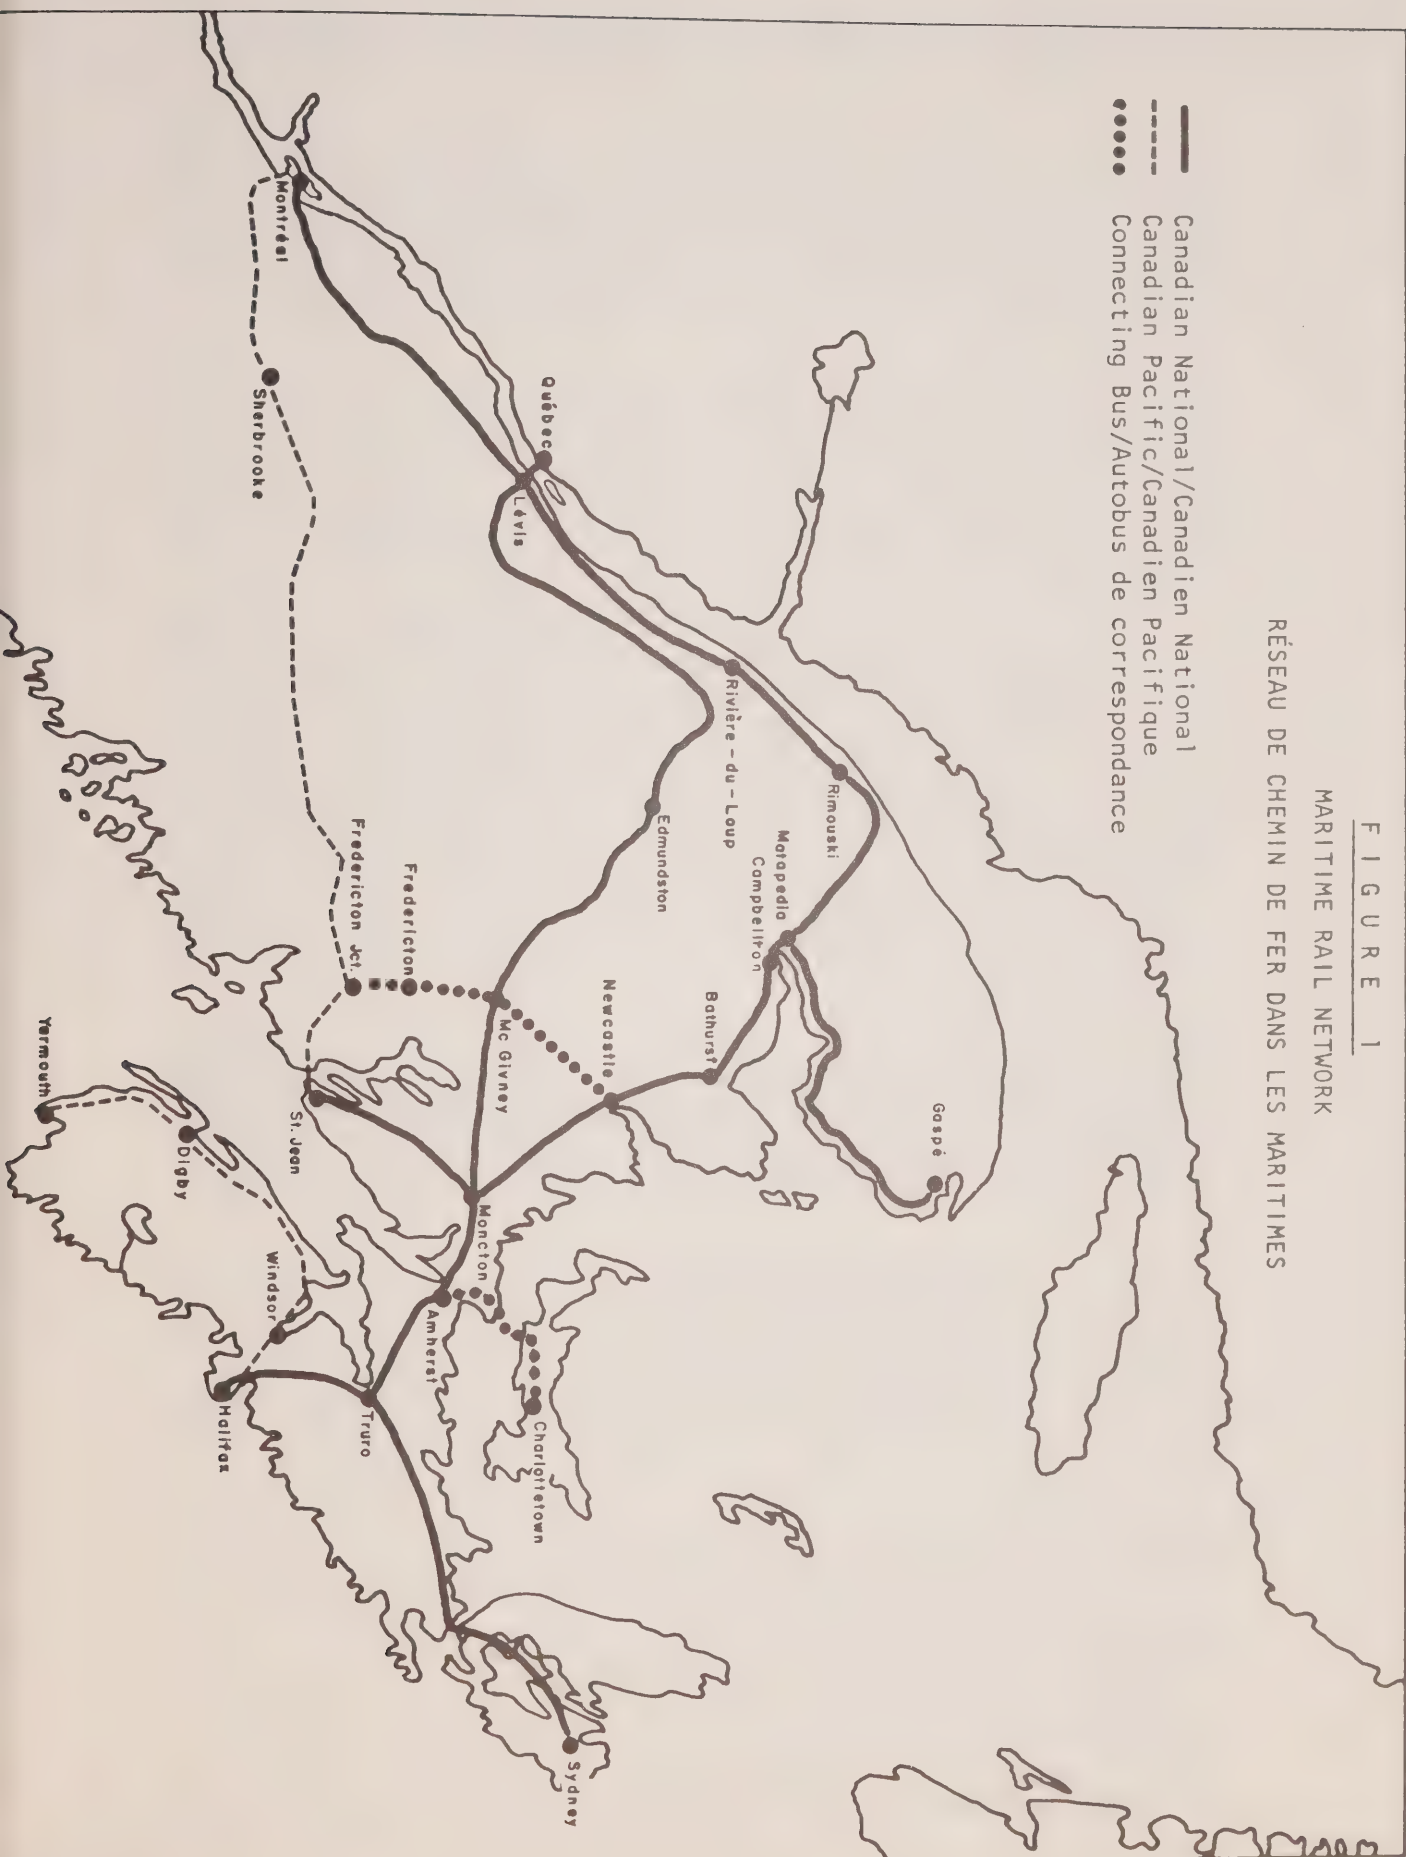 FIGURE 1
MARITIME RAIL NETWORK
RÉSEAU DE CHEMIN DE FER DANS LES MARITIMES
Canadian National/Canadien National
Canadian Pacific/Canadien Pacifique
Connecting Bus/Autobus de correspondance
Gaspé
Rimouski
Matapedia
Campbellton
Rivière-du-Loup
Bathurst
Edmundston
Newcastle
Québec
Lévis
Charlottetown
Sydney
Mc Givney
Moncton
Amherst
Fredericton
Fredericton Jct.
Truro
St. Jean
Montréal
Sherbrooke
Windsor
Halifax
Digby
Yarmouth